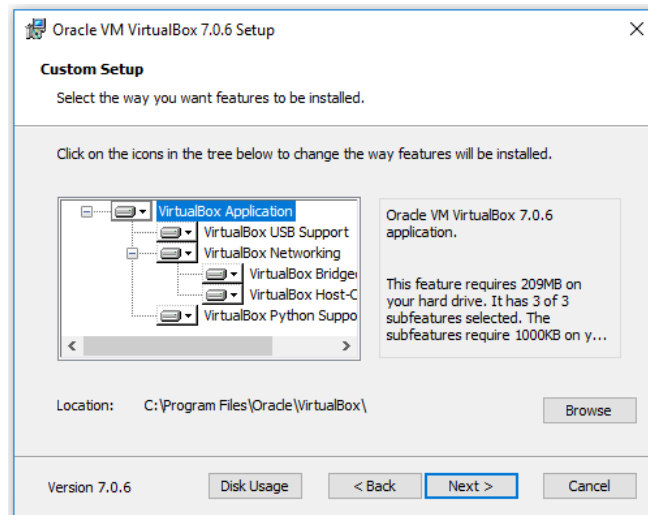 Oracle VM VirtualBox 7.0.6 Setup
Custom Setup
Select the way you want features to be installed.
Click on the icons in the tree below to change the way features will be installed.
VirtualBox Application
VirtualBox USB Support
VirtualBox Networking
VirtualBox Bridge
VirtualBox Host-C
VirtualBox Python Suppo
Oracle VM VirtualBox 7.0.6
application.
This feature requires 209MB on
your hard drive. It has 3 of 3
subfeatures selected. The
subfeatures require 1000KB on y...
Location: C:\Program Files\Oracle\VirtualBox\
Browse
Version 7.0.6
Disk Usage
< Back
Next >
Cancel